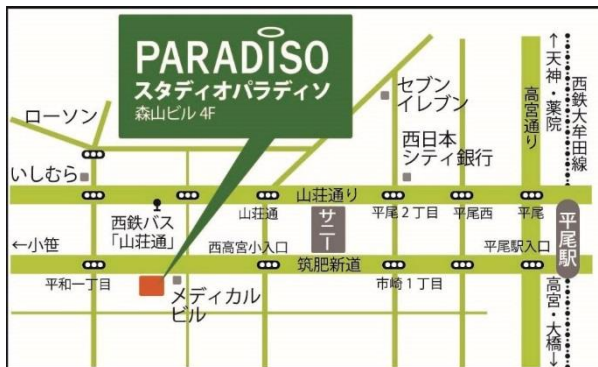 PARADISO
スタディオパラディソ
森山ビル 4F
ローソン
いしむら
西鉄バス
「山荘通」
←小笹
平和一丁目
メディカル
ビル
山荘通
西高宮小入口
サニー
山荘通り
筑肥新道
セブン
イレブン
西日本
シティ銀行
平尾2丁目
平尾西
平尾
市崎1丁目
平尾駅入口
高宮通り
↑天神・薬院
西鉄大牟田線
平尾駅
高宮・大橋↓